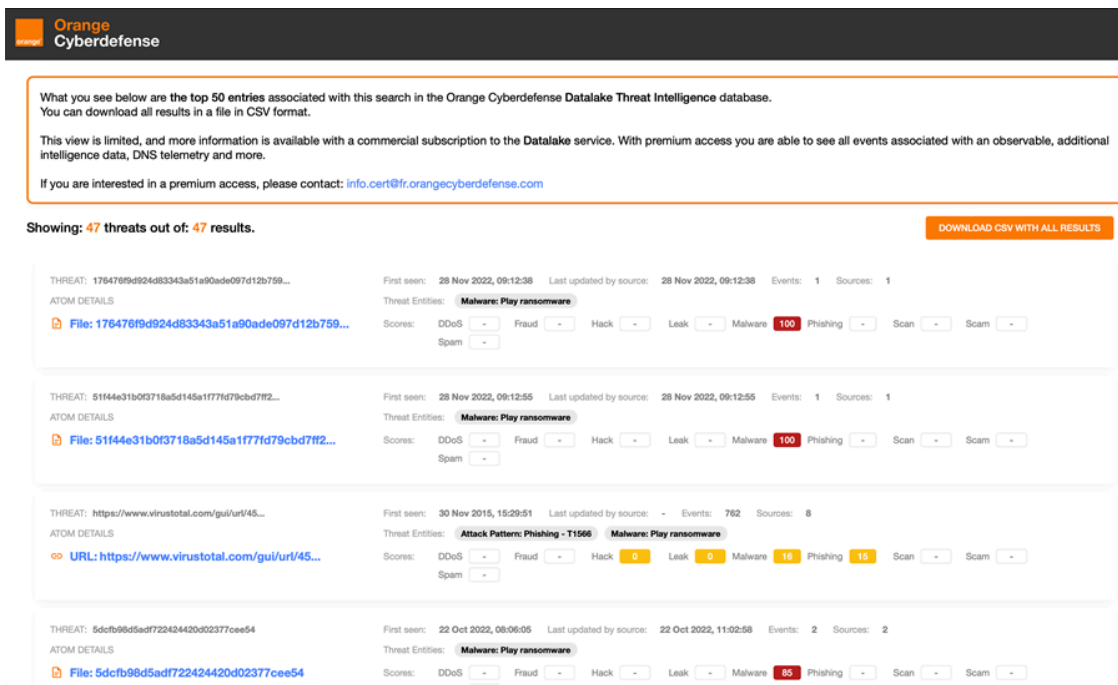 Orange
Cyberdefense
orange
What you see below are the top 50 entries associated with this search in the Orange Cyberdefense Datalake Threat Intelligence database.
You can download all results in a file in CSV format.
This view is limited, and more information is available with a commercial subscription to the Datalake service. With premium access you are able to see all events associated with an observable, additional
intelligence data, DNS telemetry and more.
If you are interested in a premium access, please contact: info.cert@fr.orangecyberdefense.com
Showing: 47 threats out of: 47 results.
DOWNLOAD CSV WITH ALL RESULTS
THREAT: 176476f9d924d83343a51a90ade097d12b759... First seen: 28 Nov 2022, 09:12:38 Last updated by source: 28 Nov 2022, 09:12:38 Events: 1 Sources: 1
ATOM DETAILS Threat Entities: Malware: Play ransomware
File: 176476f9d924d83343a51a90ade097d12b759... Scores: DDoS - Fraud - Hack - Leak - Malware 100 Phishing - Scan - Scam -
Spam -
THREAT: 51f44e31b0f3718a5d145a1f77fd79cbd7ff2... First seen: 28 Nov 2022, 09:12:55 Last updated by source: 28 Nov 2022, 09:12:55 Events: 1 Sources: 1
ATOM DETAILS Threat Entities: Malware: Play ransomware
File: 51f44e31b0f3718a5d145a1f77fd79cbd7ff2... Scores: DDoS - Fraud - Hack - Leak - Malware 100 Phishing - Scan - Scam -
Spam -
THREAT: https://www.virustotal.com/gui/url/45... First seen: 30 Nov 2015, 15:29:51 Last updated by source: - Events: 762 Sources: 8
ATOM DETAILS Threat Entities: Attack Pattern: Phishing - T1566 Malware: Play ransomware
URL: https://www.virustotal.com/gui/url/45... Scores: DDoS - Fraud - Hack 0 Leak 0 Malware 16 Phishing 15 Scan - Scam -
Spam -
THREAT: 5dcfb98d5adf722424420d02377cee54 First seen: 22 Oct 2022, 08:06:05 Last updated by source: 22 Oct 2022, 11:02:58 Events: 2 Sources: 2
ATOM DETAILS Threat Entities: Malware: Play ransomware
File: 5dcfb98d5adf722424420d02377cee54 Scores: DDoS - Fraud - Hack - Leak - Malware 85 Phishing - Scan - Scam -